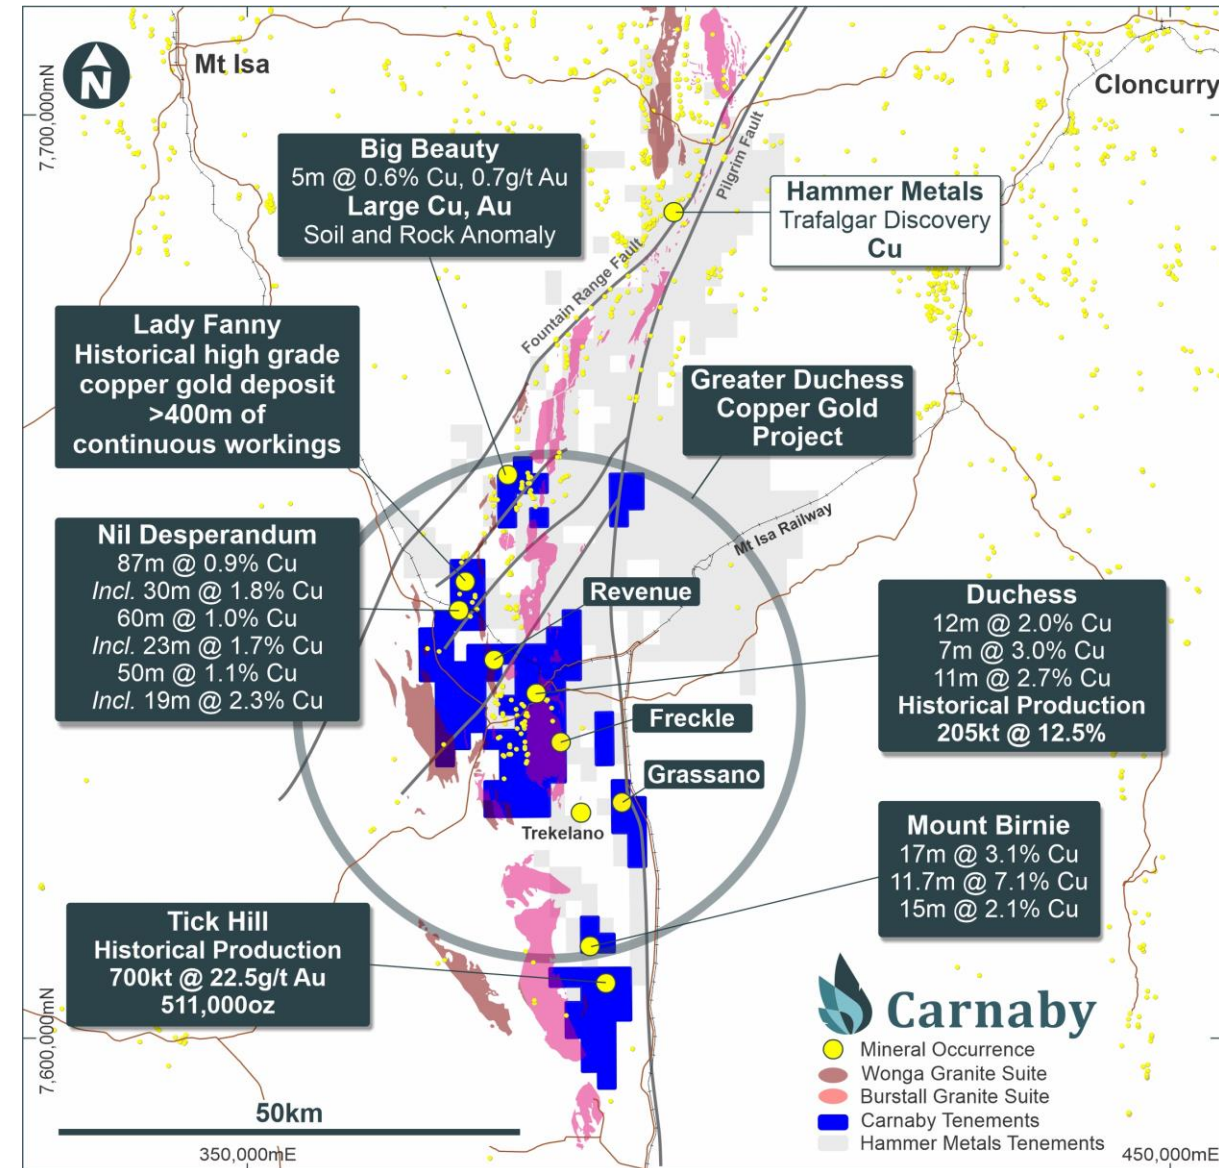 N
Mt Isa
Cloncurry
7,700,000mN
Big Beauty
5m @ 0.6% Cu, 0.7g/t Au
Large Cu, Au
Soil and Rock Anomaly
Pilgrim Fault
Hammer Metals
Trafalgar Discovery
Cu
Fountain Range Fault
Lady Fanny
Historical high grade
copper gold deposit
>400m of
continuous workings
Greater Duchess
Copper Gold
Project
Mt Isa Railway
Nil Desperandum
87m @ 0.9% Cu
Incl. 30m @ 1.8% Cu
60m @ 1.0% Cu
Incl. 23m @ 1.7% Cu
50m @ 1.1% Cu
Incl. 19m @ 2.3% Cu
Revenue
Duchess
12m @ 2.0% Cu
7m @ 3.0% Cu
11m @ 2.7% Cu
Historical Production
205kt @ 12.5%
Freckle
Grassano
Trekelano
Mount Birnie
17m @ 3.1% Cu
11.7m @ 7.1% Cu
15m @ 2.1% Cu
Tick Hill
Historical Production
700kt @ 22.5g/t Au
511,000oz
Carnaby
Mineral Occurrence
Wonga Granite Suite
Burstall Granite Suite
Carnaby Tenements
Hammer Metals Tenements
7,600,000mN
50km
350,000mE
450,000mE